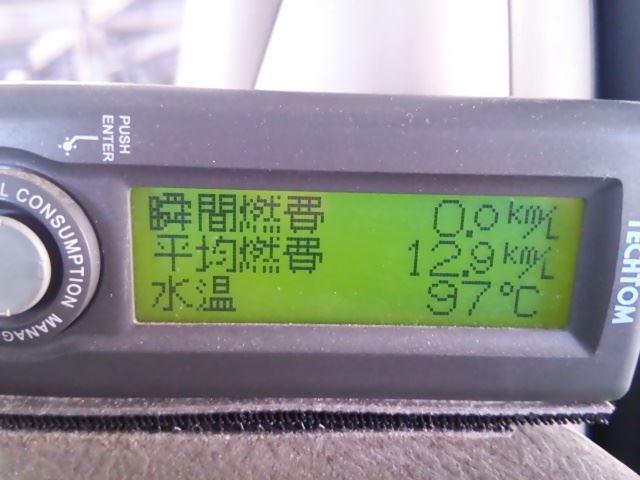 PUSH
ENTER
L CONSUMPTION MANAG
瞬間燃費 0.0km/L
平均燃費 12.9km/L
水温 97℃
TECHTOM